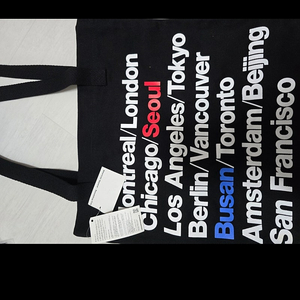 Montreal/London
Chicago/Seoul
Los Angeles/Tokyo
Berlin/Vancouver
Busan/Toronto
Amsterdam/Beijing
San Francisco